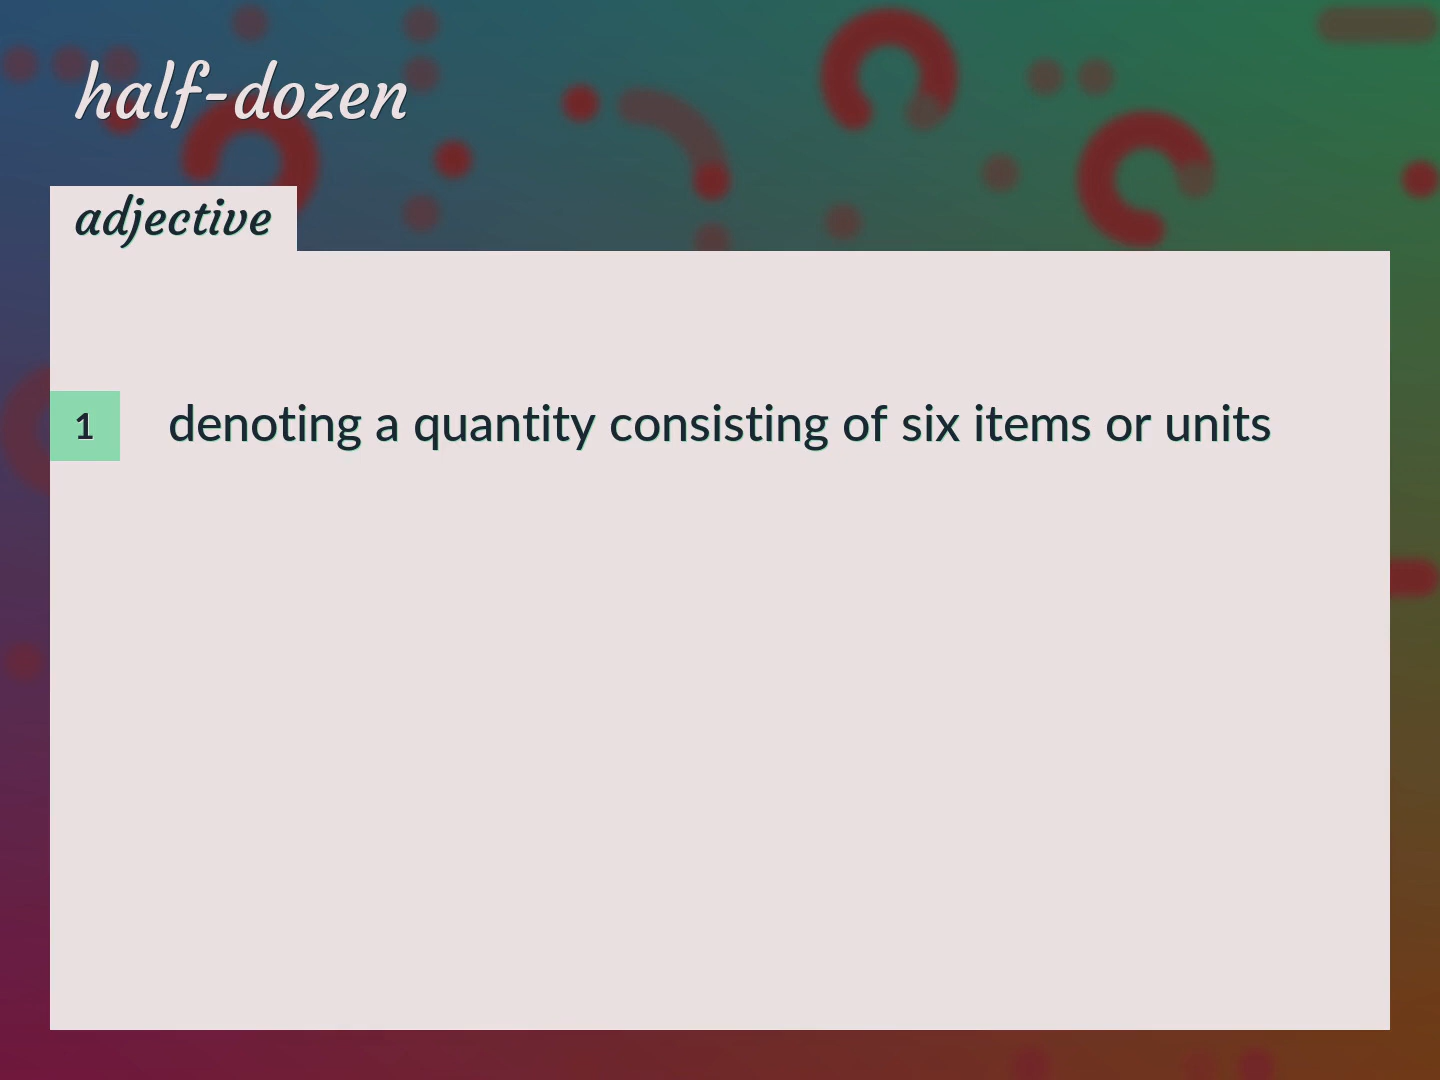 half-dozen
adjective
1 denoting a quantity consisting of six items or units